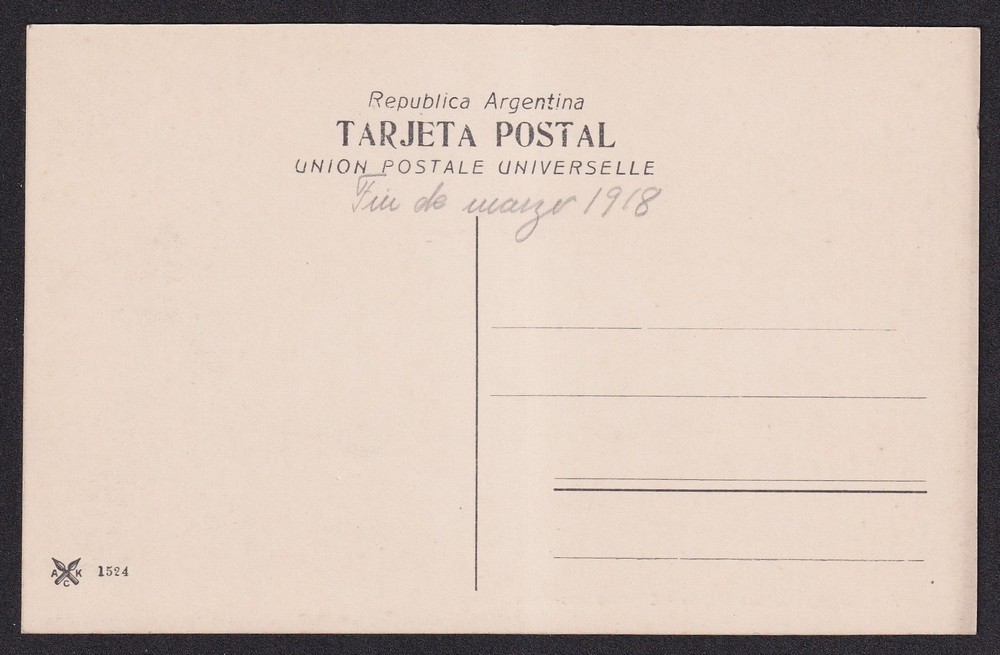 Republica Argentina
TARJETA POSTAL
UNION POSTALE UNIVERSELLE
Fin de marzo 1918
A K
C
1524